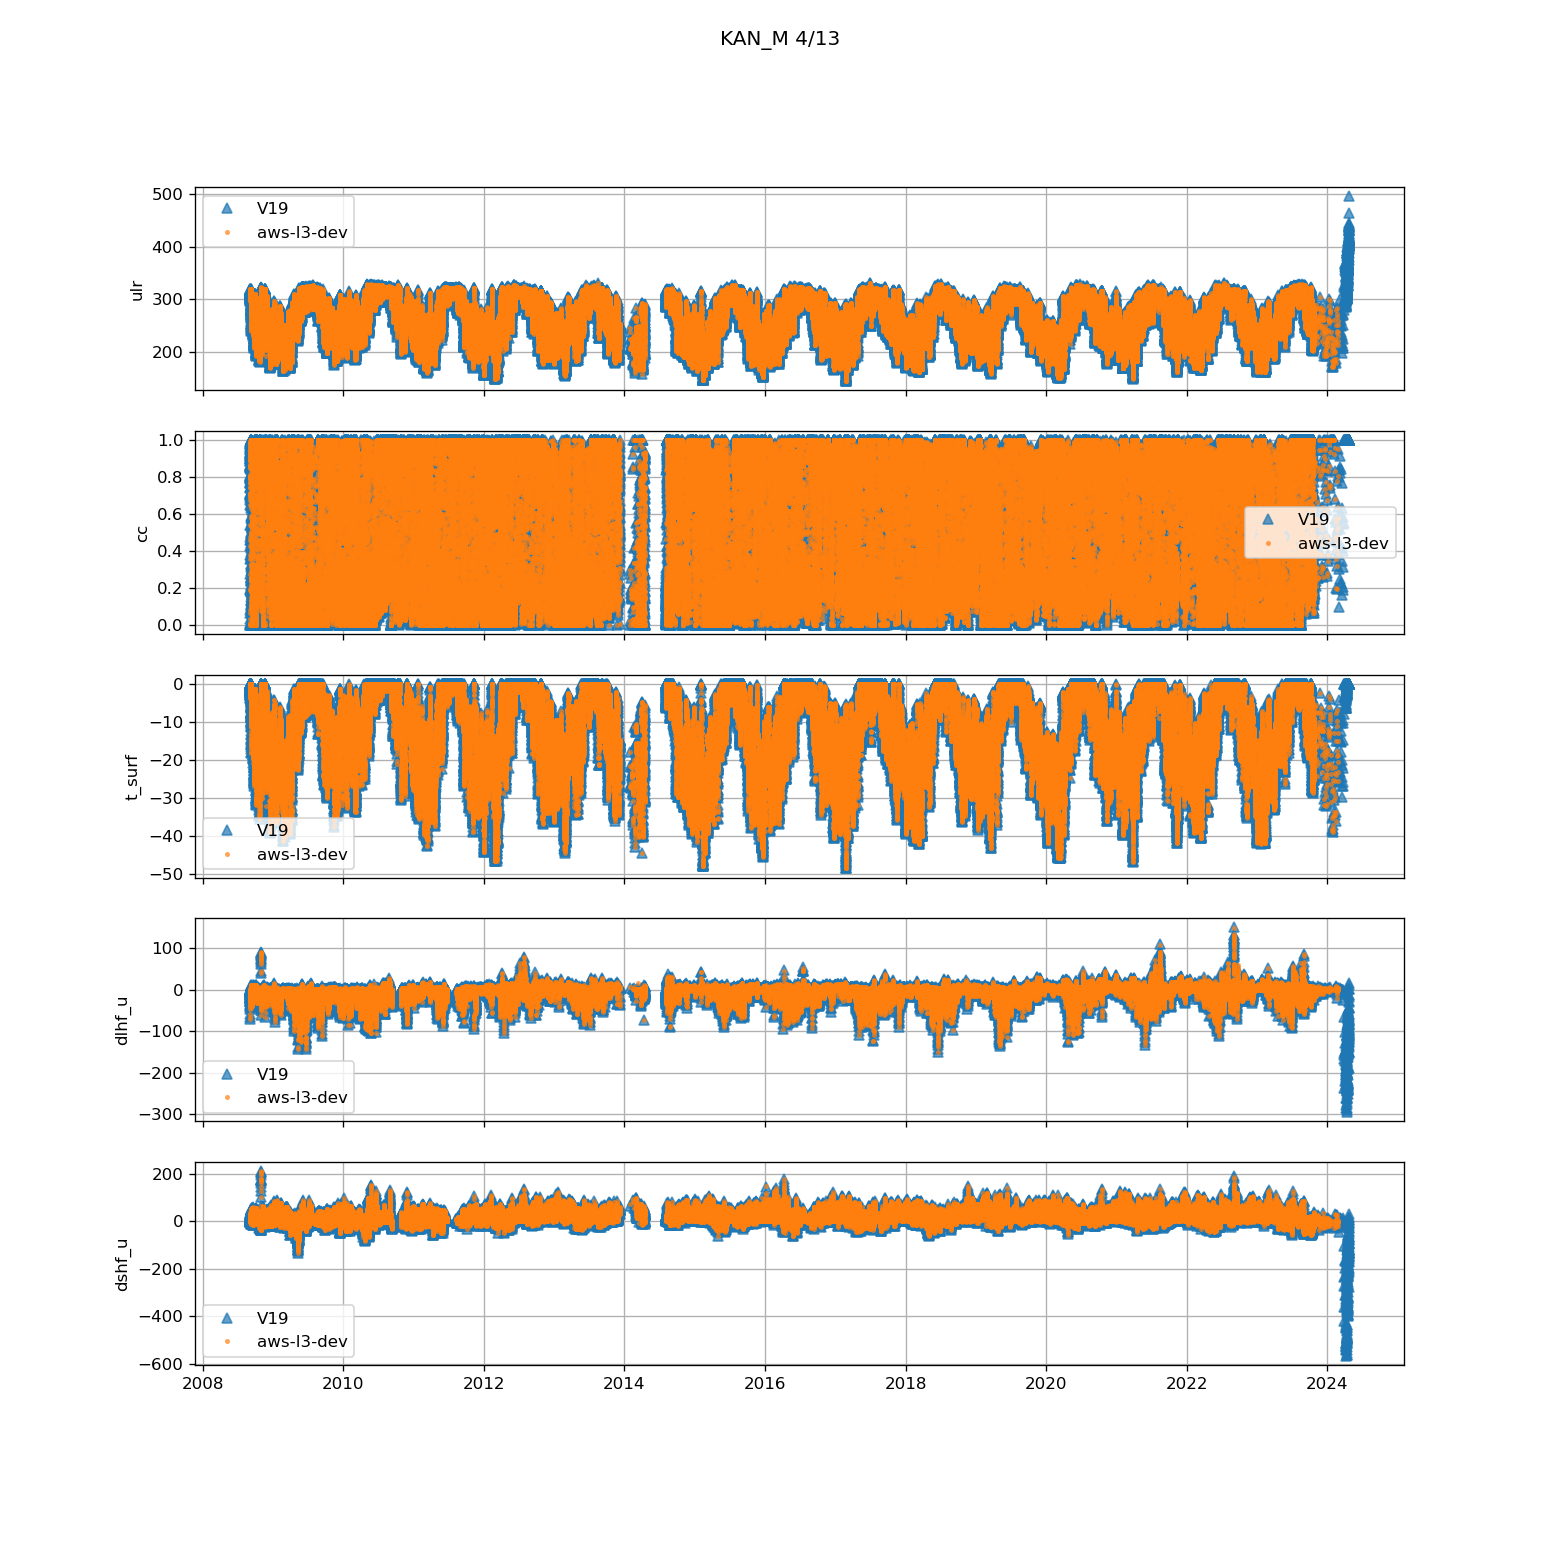 KAN_M 4/13
500
400
300
200
ulr
V19
aws-l3-dev
1.0
0.8
0.6
0.4
0.2
0.0
cc
V19
aws-l3-dev
0
−10
−20
−30
−40
−50
t_surf
V19
aws-l3-dev
100
0
−100
−200
−300
dlhf_u
V19
aws-l3-dev
200
0
−200
−400
−600
dshf_u
V19
aws-l3-dev
2008 2010 2012 2014 2016 2018 2020 2022 2024